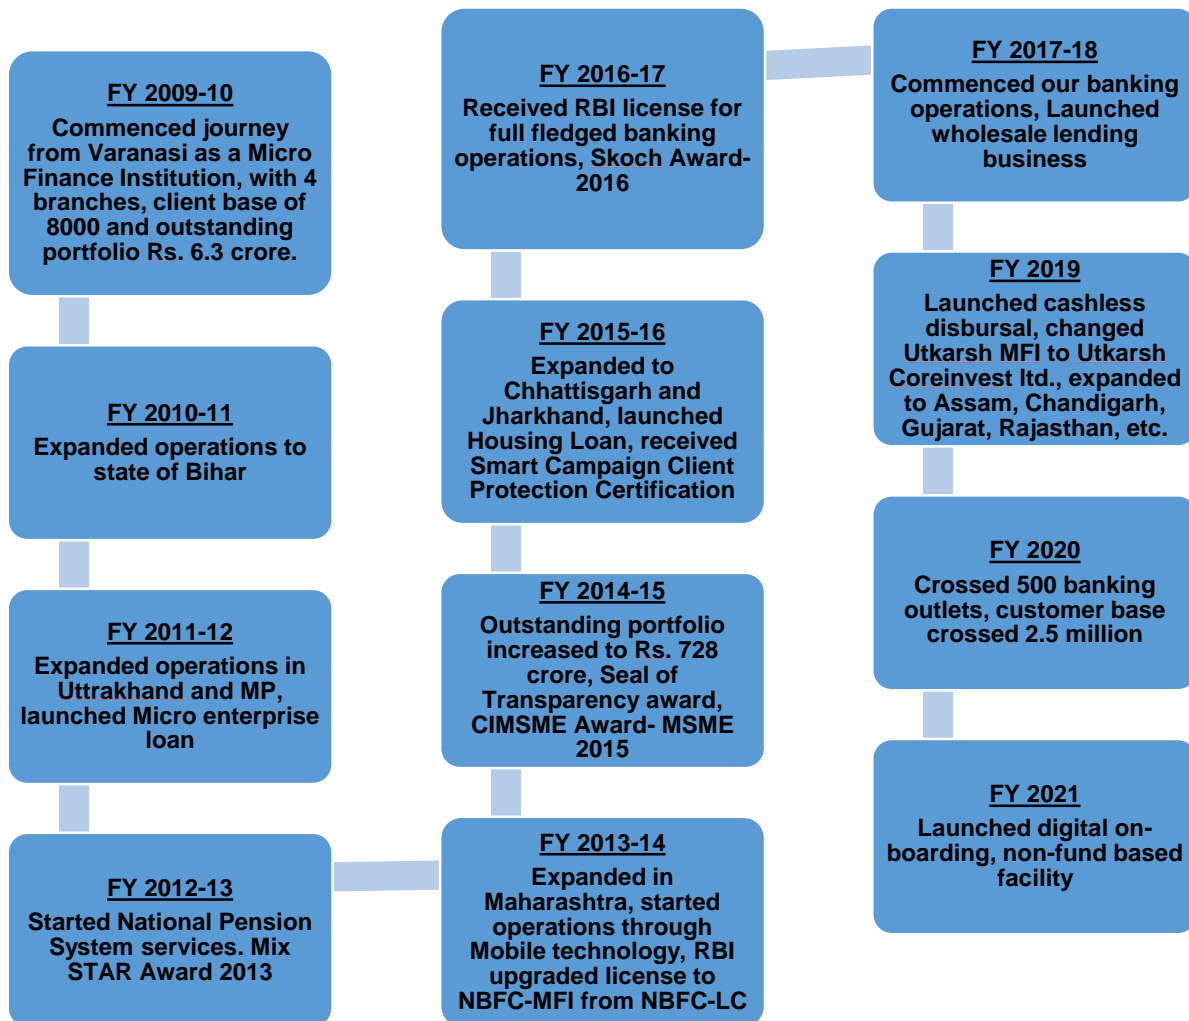 FY 2009-10
Commenced journey
from Varanasi as a Micro
Finance Institution, with 4
branches, client base of
8000 and outstanding
portfolio Rs. 6.3 crore.
FY 2010-11
Expanded operations to
state of Bihar
FY 2011-12
Expanded operations in
Uttrakhand and MP,
launched Micro enterprise
loan
FY 2012-13
Started National Pension
System services. Mix
STAR Award 2013
FY 2013-14
Expanded in
Maharashtra, started
operations through
Mobile technology, RBI
upgraded license to
NBFC-MFI from NBFC-LC
FY 2014-15
Outstanding portfolio
increased to Rs. 728
crore, Seal of
Transparency award,
CIMSME Award- MSME
2015
FY 2015-16
Expanded to
Chhattisgarh and
Jharkhand, launched
Housing Loan, received
Smart Campaign Client
Protection Certification
FY 2016-17
Received RBI license for
full fledged banking
operations, Skoch Award-
2016
FY 2017-18
Commenced our banking
operations, Launched
wholesale lending
business
FY 2019
Launched cashless
disbursal, changed
Utkarsh MFI to Utkarsh
Coreinvest ltd., expanded
to Assam, Chandigarh,
Gujarat, Rajasthan, etc.
FY 2020
Crossed 500 banking
outlets, customer base
crossed 2.5 million
FY 2021
Launched digital on-
boarding, non-fund based
facility